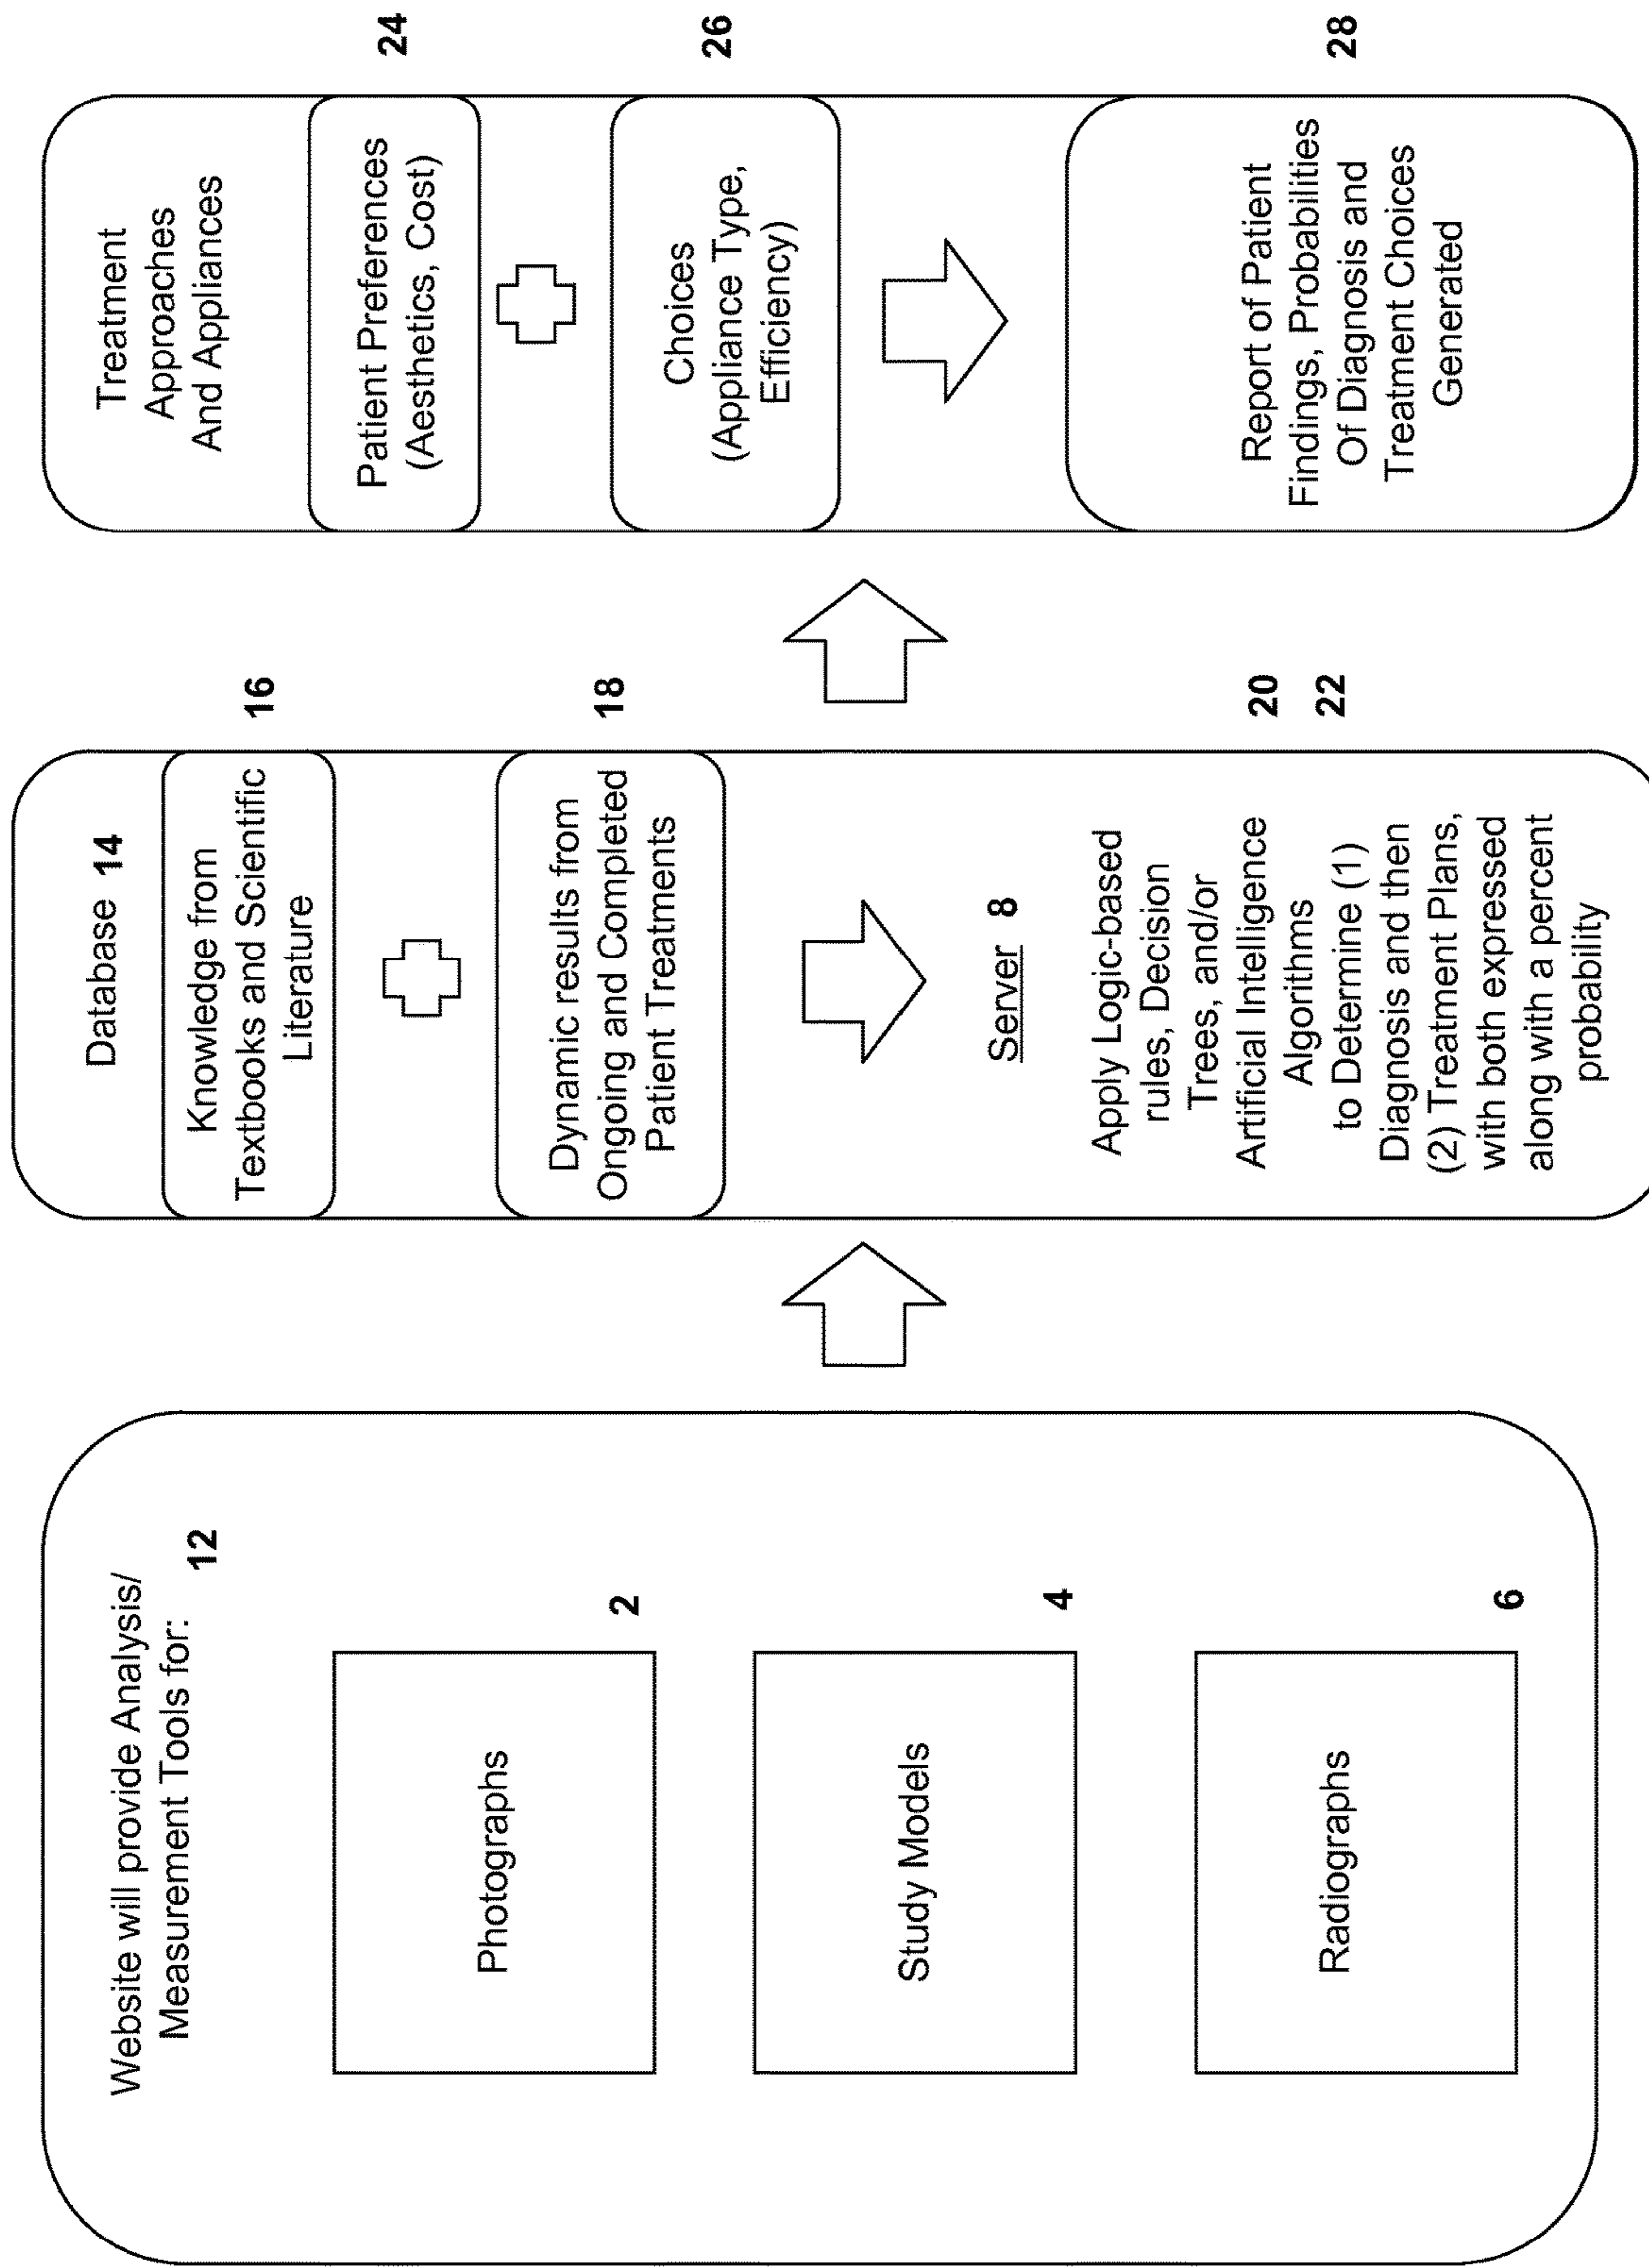 Website will provide Analysis/
Measurement Tools for:
12
Photographs
2
Study Models
4
Radiographs
6
Database 14
Knowledge from
Textbooks and Scientific
Literature
16
Dynamic results from
Ongoing and Completed
Patient Treatments
18
Server 8
Apply Logic-based
rules, Decision
Trees, and/or
Artificial Intelligence
Algorithms
to Determine (1)
Diagnosis and then
(2) Treatment Plans,
with both expressed
along with a percent
probability
20
22
Treatment
Approaches
And Appliances
Patient Preferences
(Aesthetics, Cost)
24
Choices
(Appliance Type,
Efficiency)
26
Report of Patient
Findings, Probabilities
Of Diagnosis and
Treatment Choices
Generated
28